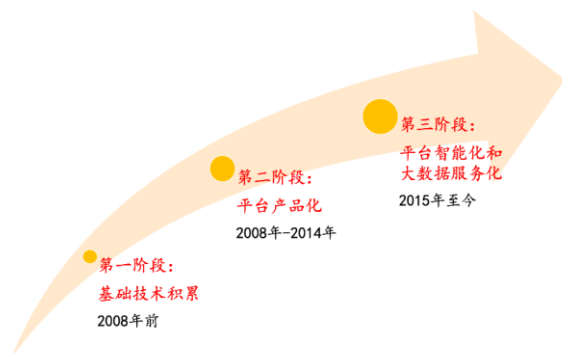 第一阶段：
基础技术积累
2008年前
第二阶段：
平台产品化
2008年-2014年
第三阶段：
平台智能化和
大数据服务化
2015年至今